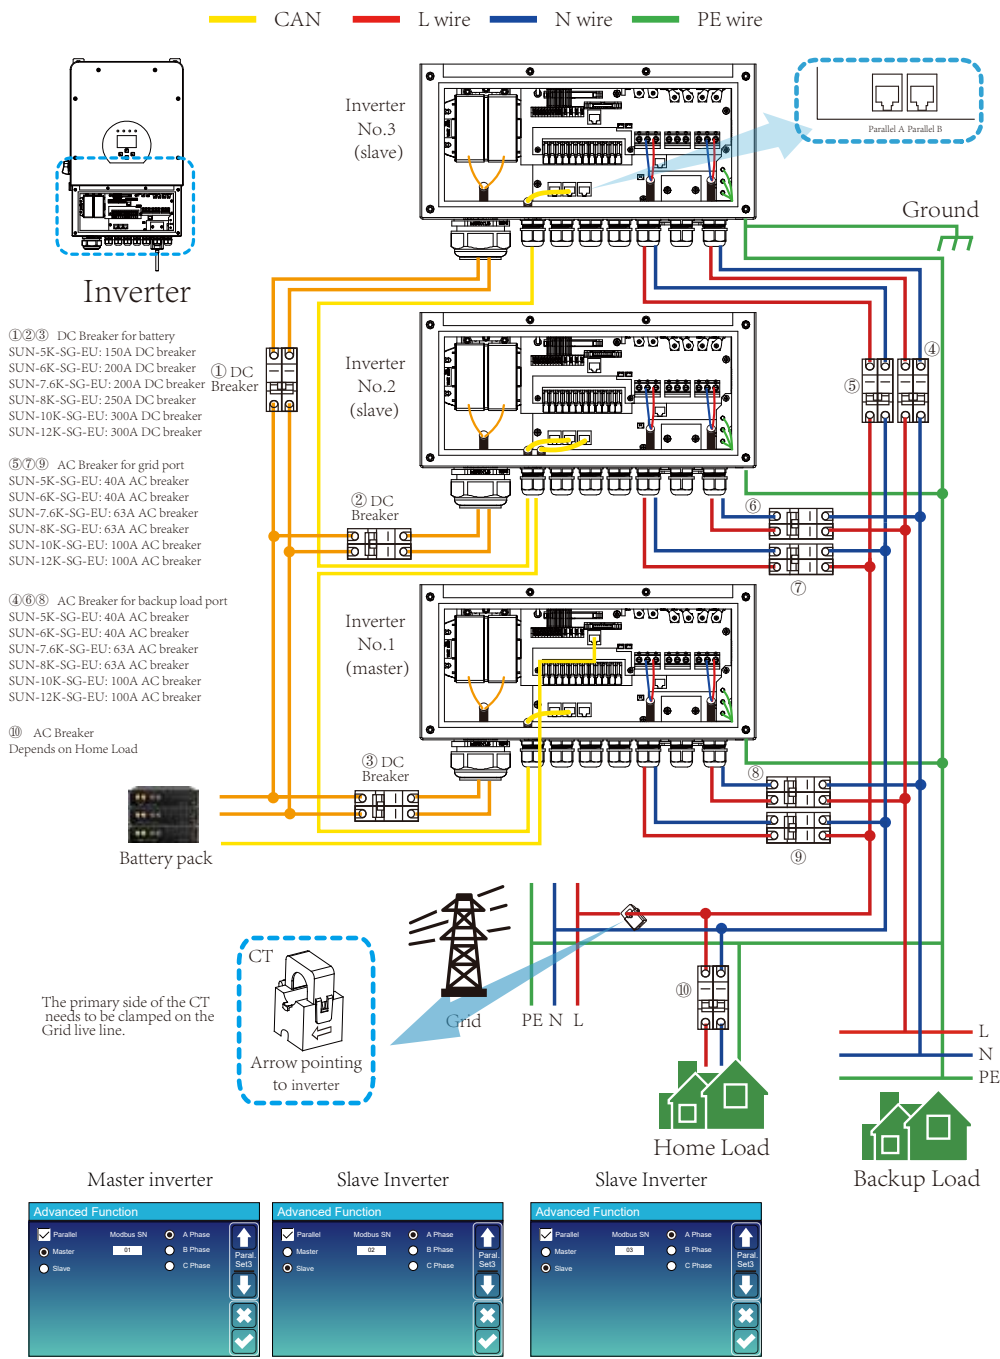 CAN L wire N wire PE wire
Inverter
No.3
(slave)
Parallel A Parallel B
Ground
Inverter
①②③ DC Breaker for battery
SUN-5K-SG-EU: 150A DC breaker
SUN-6K-SG-EU: 200A DC breaker
SUN-7.6K-SG-EU: 200A DC breaker
SUN-8K-SG-EU: 250A DC breaker
SUN-10K-SG-EU: 300A DC breaker
SUN-12K-SG-EU: 300A DC breaker
① DC
Breaker
Inverter
No.2
(slave)
④
⑤
⑤⑦⑨ AC Breaker for grid port
SUN-5K-SG-EU: 40A AC breaker
SUN-6K-SG-EU: 40A AC breaker
SUN-7.6K-SG-EU: 63A AC breaker
SUN-8K-SG-EU: 63A AC breaker
SUN-10K-SG-EU: 100A AC breaker
SUN-12K-SG-EU: 100A AC breaker
② DC
Breaker
⑥
⑦
④⑥⑧ AC Breaker for backup load port
SUN-5K-SG-EU: 40A AC breaker
SUN-6K-SG-EU: 40A AC breaker
SUN-7.6K-SG-EU: 63A AC breaker
SUN-8K-SG-EU: 63A AC breaker
SUN-10K-SG-EU: 100A AC breaker
SUN-12K-SG-EU: 100A AC breaker
Inverter
No.1
(master)
⑩ AC Breaker
Depends on Home Load
③ DC
Breaker
⑧
⑨
Battery pack
CT
The primary side of the CT
needs to be clamped on the
Grid live line.
Arrow pointing
to inverter
Grid
PE N L
⑩
Home Load
L
N
PE
Backup Load
Master inverter
Advanced Function
Parallel Modbus SN A Phase
Master 01 B Phase
Slave C Phase
Paral.
Set3
Slave Inverter
Advanced Function
Parallel Modbus SN A Phase
Master 02 B Phase
Slave C Phase
Paral.
Set3
Slave Inverter
Advanced Function
Parallel Modbus SN A Phase
Master 03 B Phase
Slave C Phase
Paral.
Set3